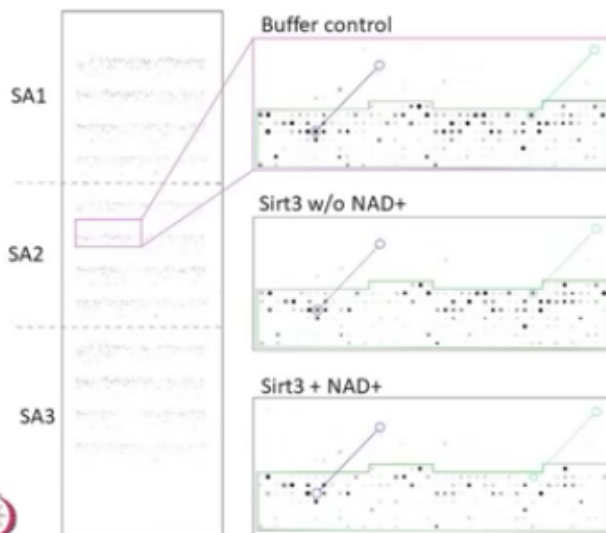 Buffer control
SA1
Sirt3 w/o NAD+
SA2
Sirt3 + NAD+
SA3